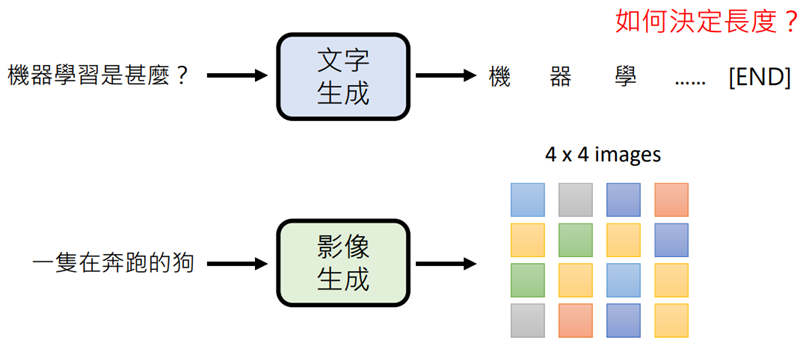 如何決定長度？
機器學習是甚麼？
文字
生成
機 器 學 …… [END]
4 x 4 images
一隻在奔跑的狗
影像
生成